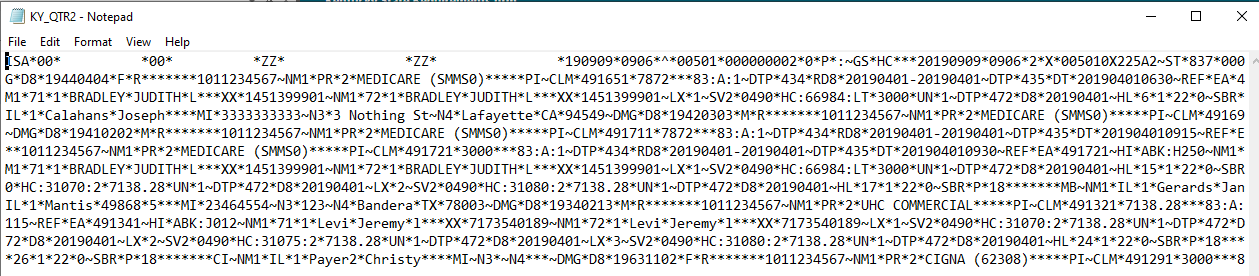 KY_QTR2 - Notepad
File Edit Format View Help
ISA*00* *00* *ZZ* *ZZ* *190909*0906*^*00501*000000002*0*P*:~GS*HC***20190909*0906*2*X*005010X225A2~ST*837*000
G*D8*19440404*F*R*******1011234567~NM1*PR*2*MEDICARE (SMMS0)*****PI~CLM*491651*7872***83:A:1~DTP*434*RD8*20190401-20190401~DTP*435*DT*201904010630~REF*EA*4
M1*71*1*BRADLEY*JUDITH*L***XX*1451399901~NM1*72*1*BRADLEY*JUDITH*L***XX*1451399901~LX*1~SV2*0490*HC:66984:LT*3000*UN*1~DTP*472*D8*20190401~HL*6*1*22*0~SBR*
IL*1*Calahans*Joseph****MI*3333333333~N3*3 Nothing St~N4*Lafayette*CA*94549~DMG*D8*19420303*M*R*******1011234567~NM1*PR*2*MEDICARE (SMMS0)*****PI~CLM*49169
~DMG*D8*19410202*M*R*******1011234567~NM1*PR*2*MEDICARE (SMMS0)*****PI~CLM*491711*7872***83:A:1~DTP*434*RD8*20190401-20190401~DTP*435*DT*201904010915~REF*E
**1011234567~NM1*PR*2*MEDICARE (SMMS0)*****PI~CLM*491721*3000***83:A:1~DTP*434*RD8*20190401-20190401~DTP*435*DT*201904010930~REF*EA*491721~HI*ABK:H250~NM1*
M1*71*1*BRADLEY*JUDITH*L***XX*1451399901~NM1*72*1*BRADLEY*JUDITH*L***XX*1451399901~LX*1~SV2*0490*HC:66984:LT*3000*UN*1~DTP*472*D8*20190401~HL*15*1*22*0~SBR
0*HC:31070:2*7138.28*UN*1~DTP*472*D8*20190401~LX*2~SV2*0490*HC:31080:2*7138.28*UN*1~DTP*472*D8*20190401~HL*17*1*22*0~SBR*P*18*******MB~NM1*IL*1*Gerards*Jan
IL*1*Mantis*49868*5***MI*23464554~N3*123~N4*Bandera*TX*78003~DMG*D8*19340213*M*R*******1011234567~NM1*PR*2*UHC COMMERCIAL*****PI~CLM*491321*7138.28***83:A:
115~REF*EA*491341~HI*ABK:J012~NM1*71*1*Levi*Jeremy*l***XX*7173540189~NM1*72*1*Levi*Jeremy*l***XX*7173540189~LX*1~SV2*0490*HC:31070:2*7138.28*UN*1~DTP*472*D
72*D8*20190401~LX*2~SV2*0490*HC:31075:2*7138.28*UN*1~DTP*472*D8*20190401~LX*3~SV2*0490*HC:31080:2*7138.28*UN*1~DTP*472*D8*20190401~HL*24*1*22*0~SBR*P*18***
*26*1*22*0~SBR*P*18*******CI~NM1*IL*1*Payer2*Christy****MI~N3*~N4***~DMG*D8*19631102*F*R*******1011234567~NM1*PR*2*CIGNA (62308)*****PI~CLM*491291*3000***8